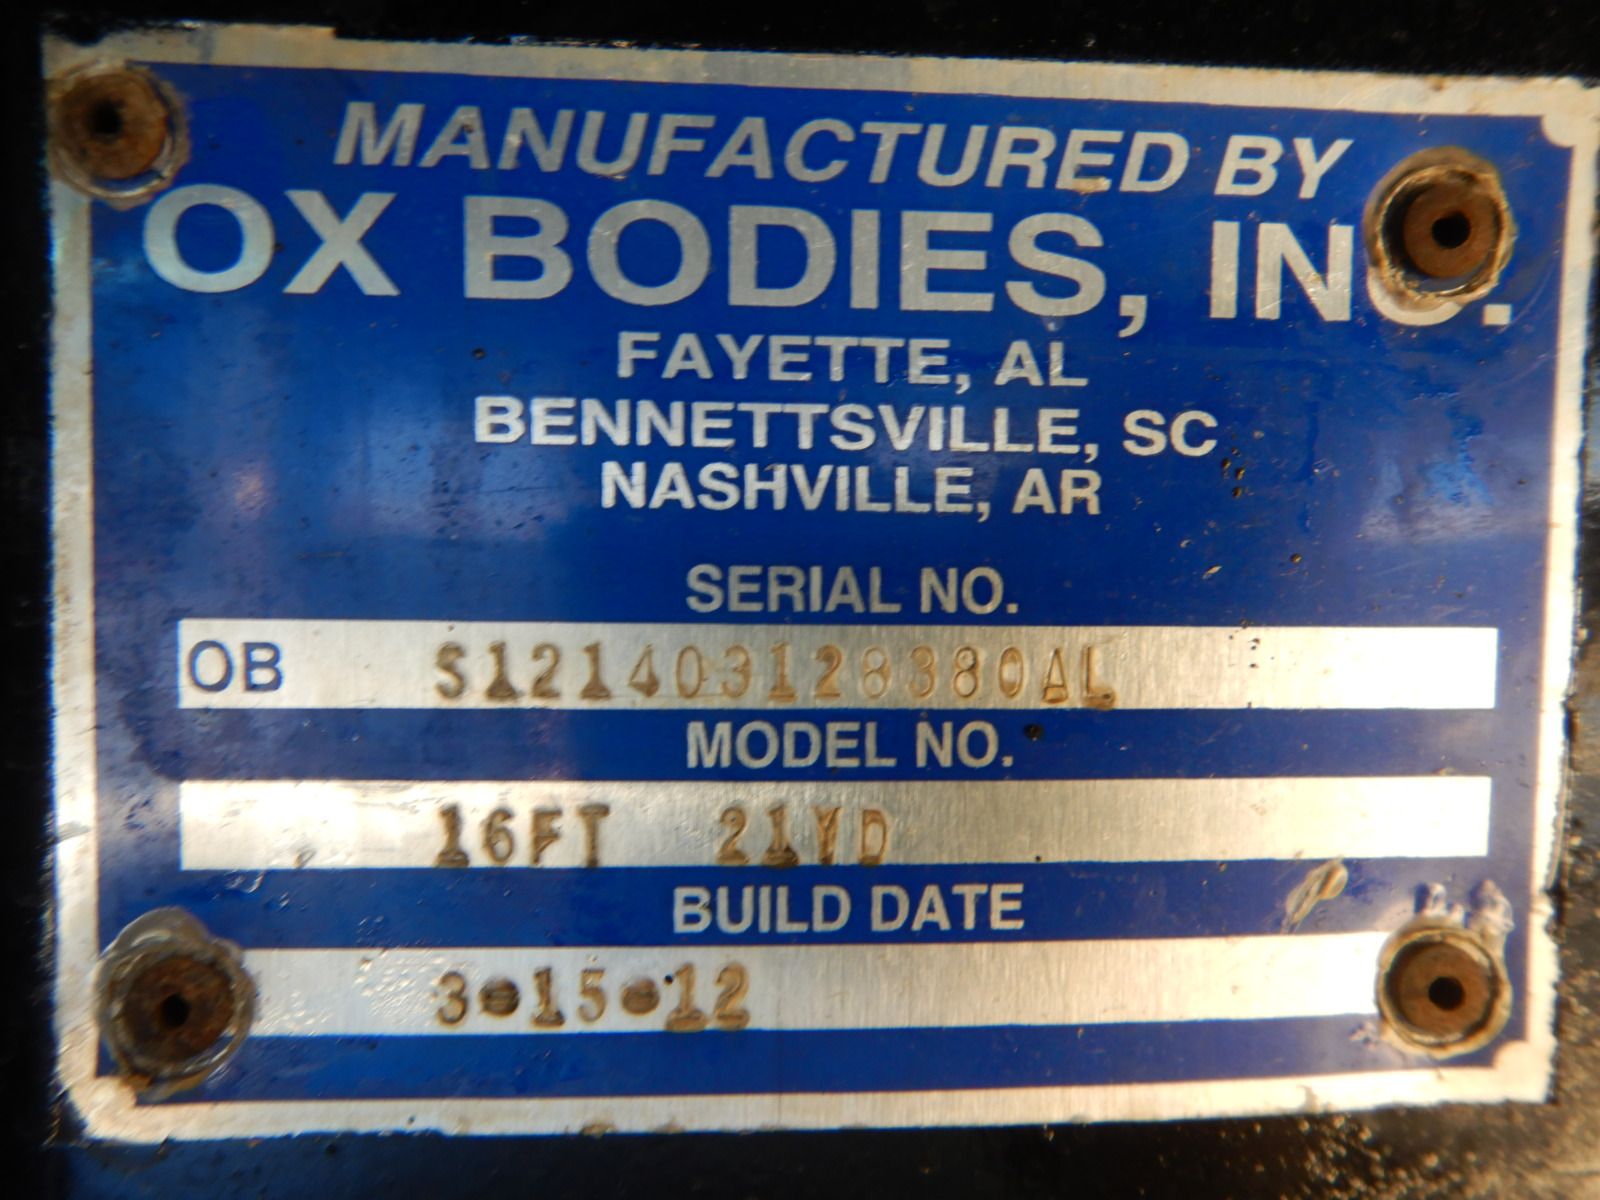 MANUFACTURED BY
OX BODIES, INC.
FAYETTE, AL
BENNETTSVILLE, SC
NASHVILLE, AR
SERIAL NO.
OB S121403128380AL
MODEL NO.
16FT 21YD
BUILD DATE
3-15-12